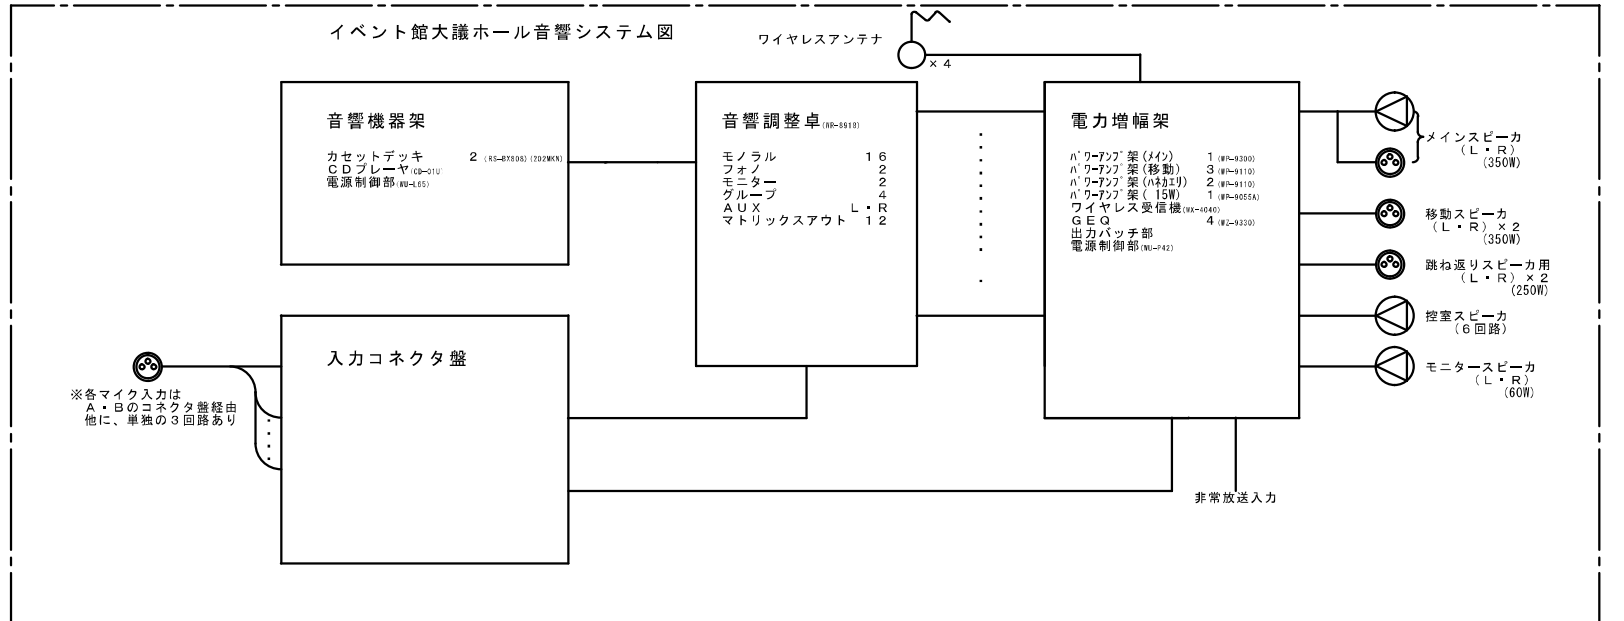 イベント館大議ホール音響システム図
ワイヤレスアンテナ
× 4
音響機器架
カセットデッキ 2 (RS-BX808) (202MKN)
CDプレーヤ(CD-01U)
電源制御部(WU-L65)
音響調整卓(WR-8918)
モノラル 16
フォノ 2
モニター 2
グループ 4
AUX L・R
マトリックスアウト 12
電力増幅架
パワーアンプ架(メイン) 1 (WP-9300)
パワーアンプ架(移動) 3 (WP-9110)
パワーアンプ架(ハネカエリ) 2 (WP-9110)
パワーアンプ架( 15W) 1 (WP-9055A)
ワイヤレス受信機(WX-4040)
GEQ 4 (WZ-9330)
出力パッチ部
電源制御部(WU-P42)
メインスピーカ
(L・R)
(350W)
移動スピーカ
(L・R)×2
(350W)
跳ね返りスピーカ用
(L・R)×2
(250W)
控室スピーカ
(6回路)
モニタースピーカ
(L・R)
(60W)
入力コネクタ盤
※各マイク入力は
A・Bのコネクタ盤経由
他に、単独の3回路あり
非常放送入力